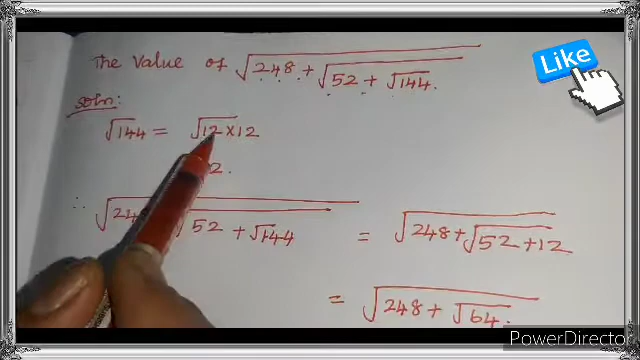 The value of √248 + √52 + √144.
Soln:
√144 = √12×12
2.
∴ √24 √52 + √144 = √248 + √52 + 12
= √248 + √64.
Like
PowerDirector